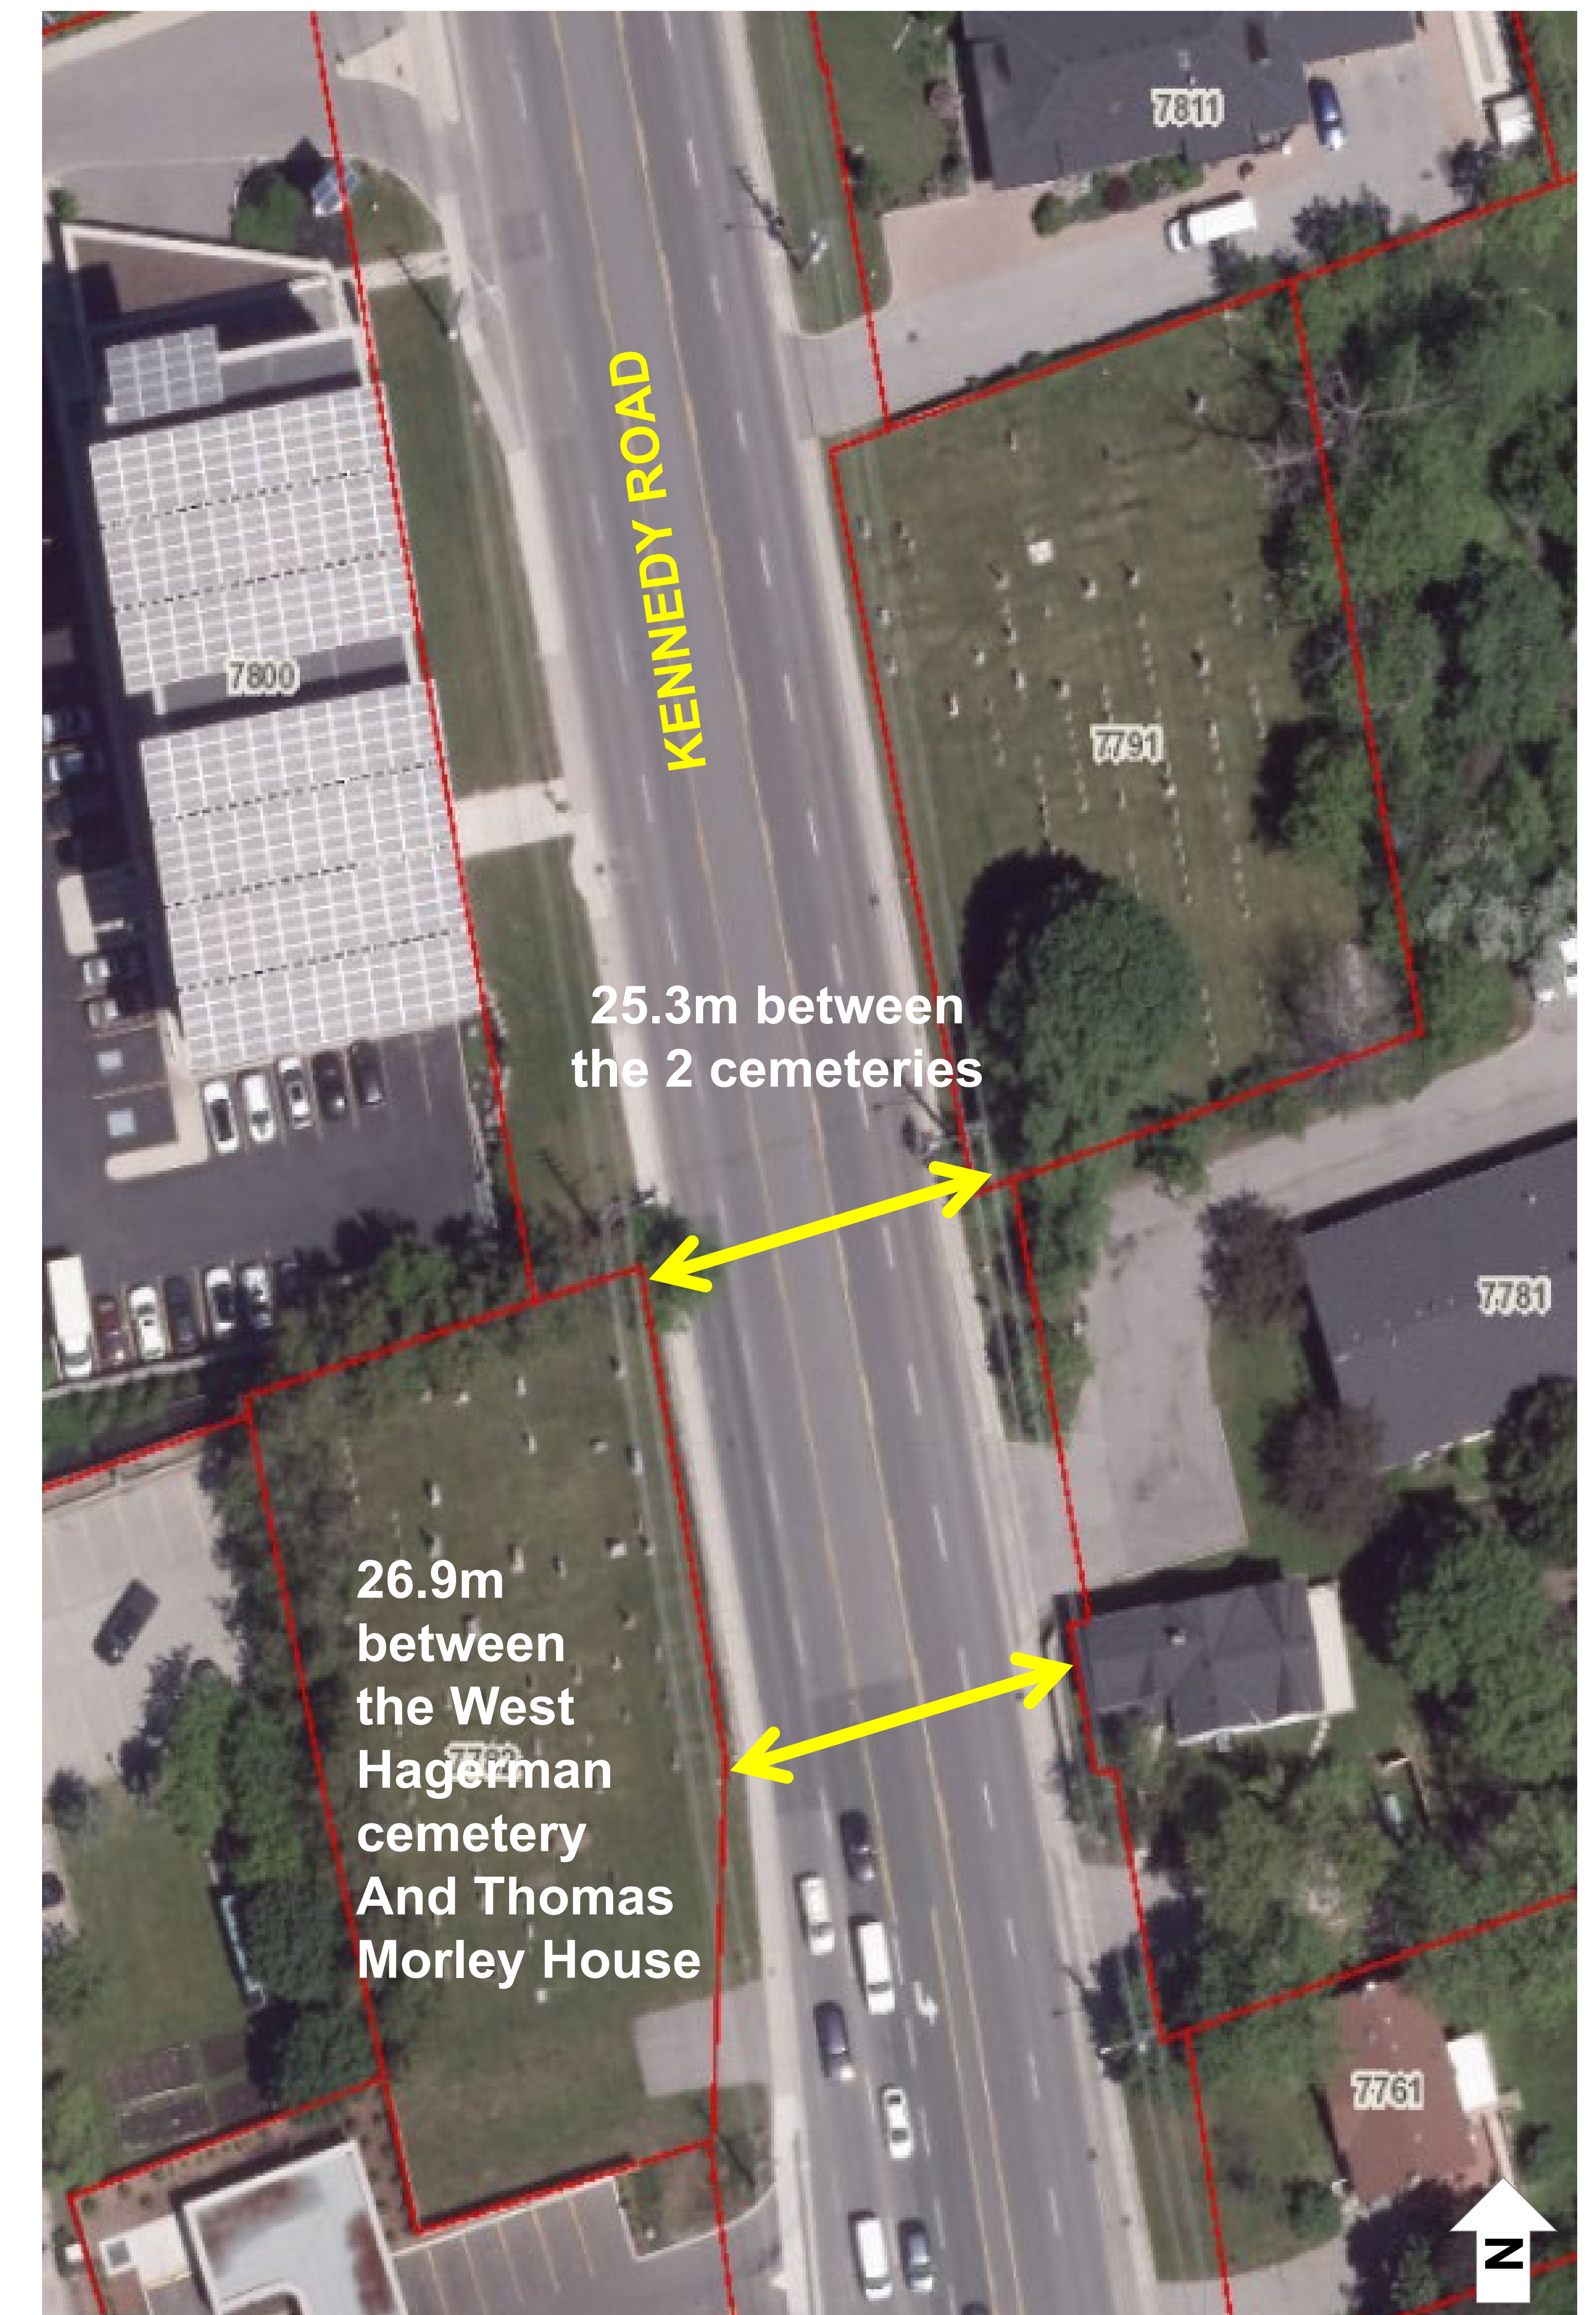 7811
KENNEDY ROAD
7800
7791
25.3m between
the 2 cemeteries
7781
26.9m
between
the West
Hagerman
cemetery
And Thomas
Morley House
7761
N